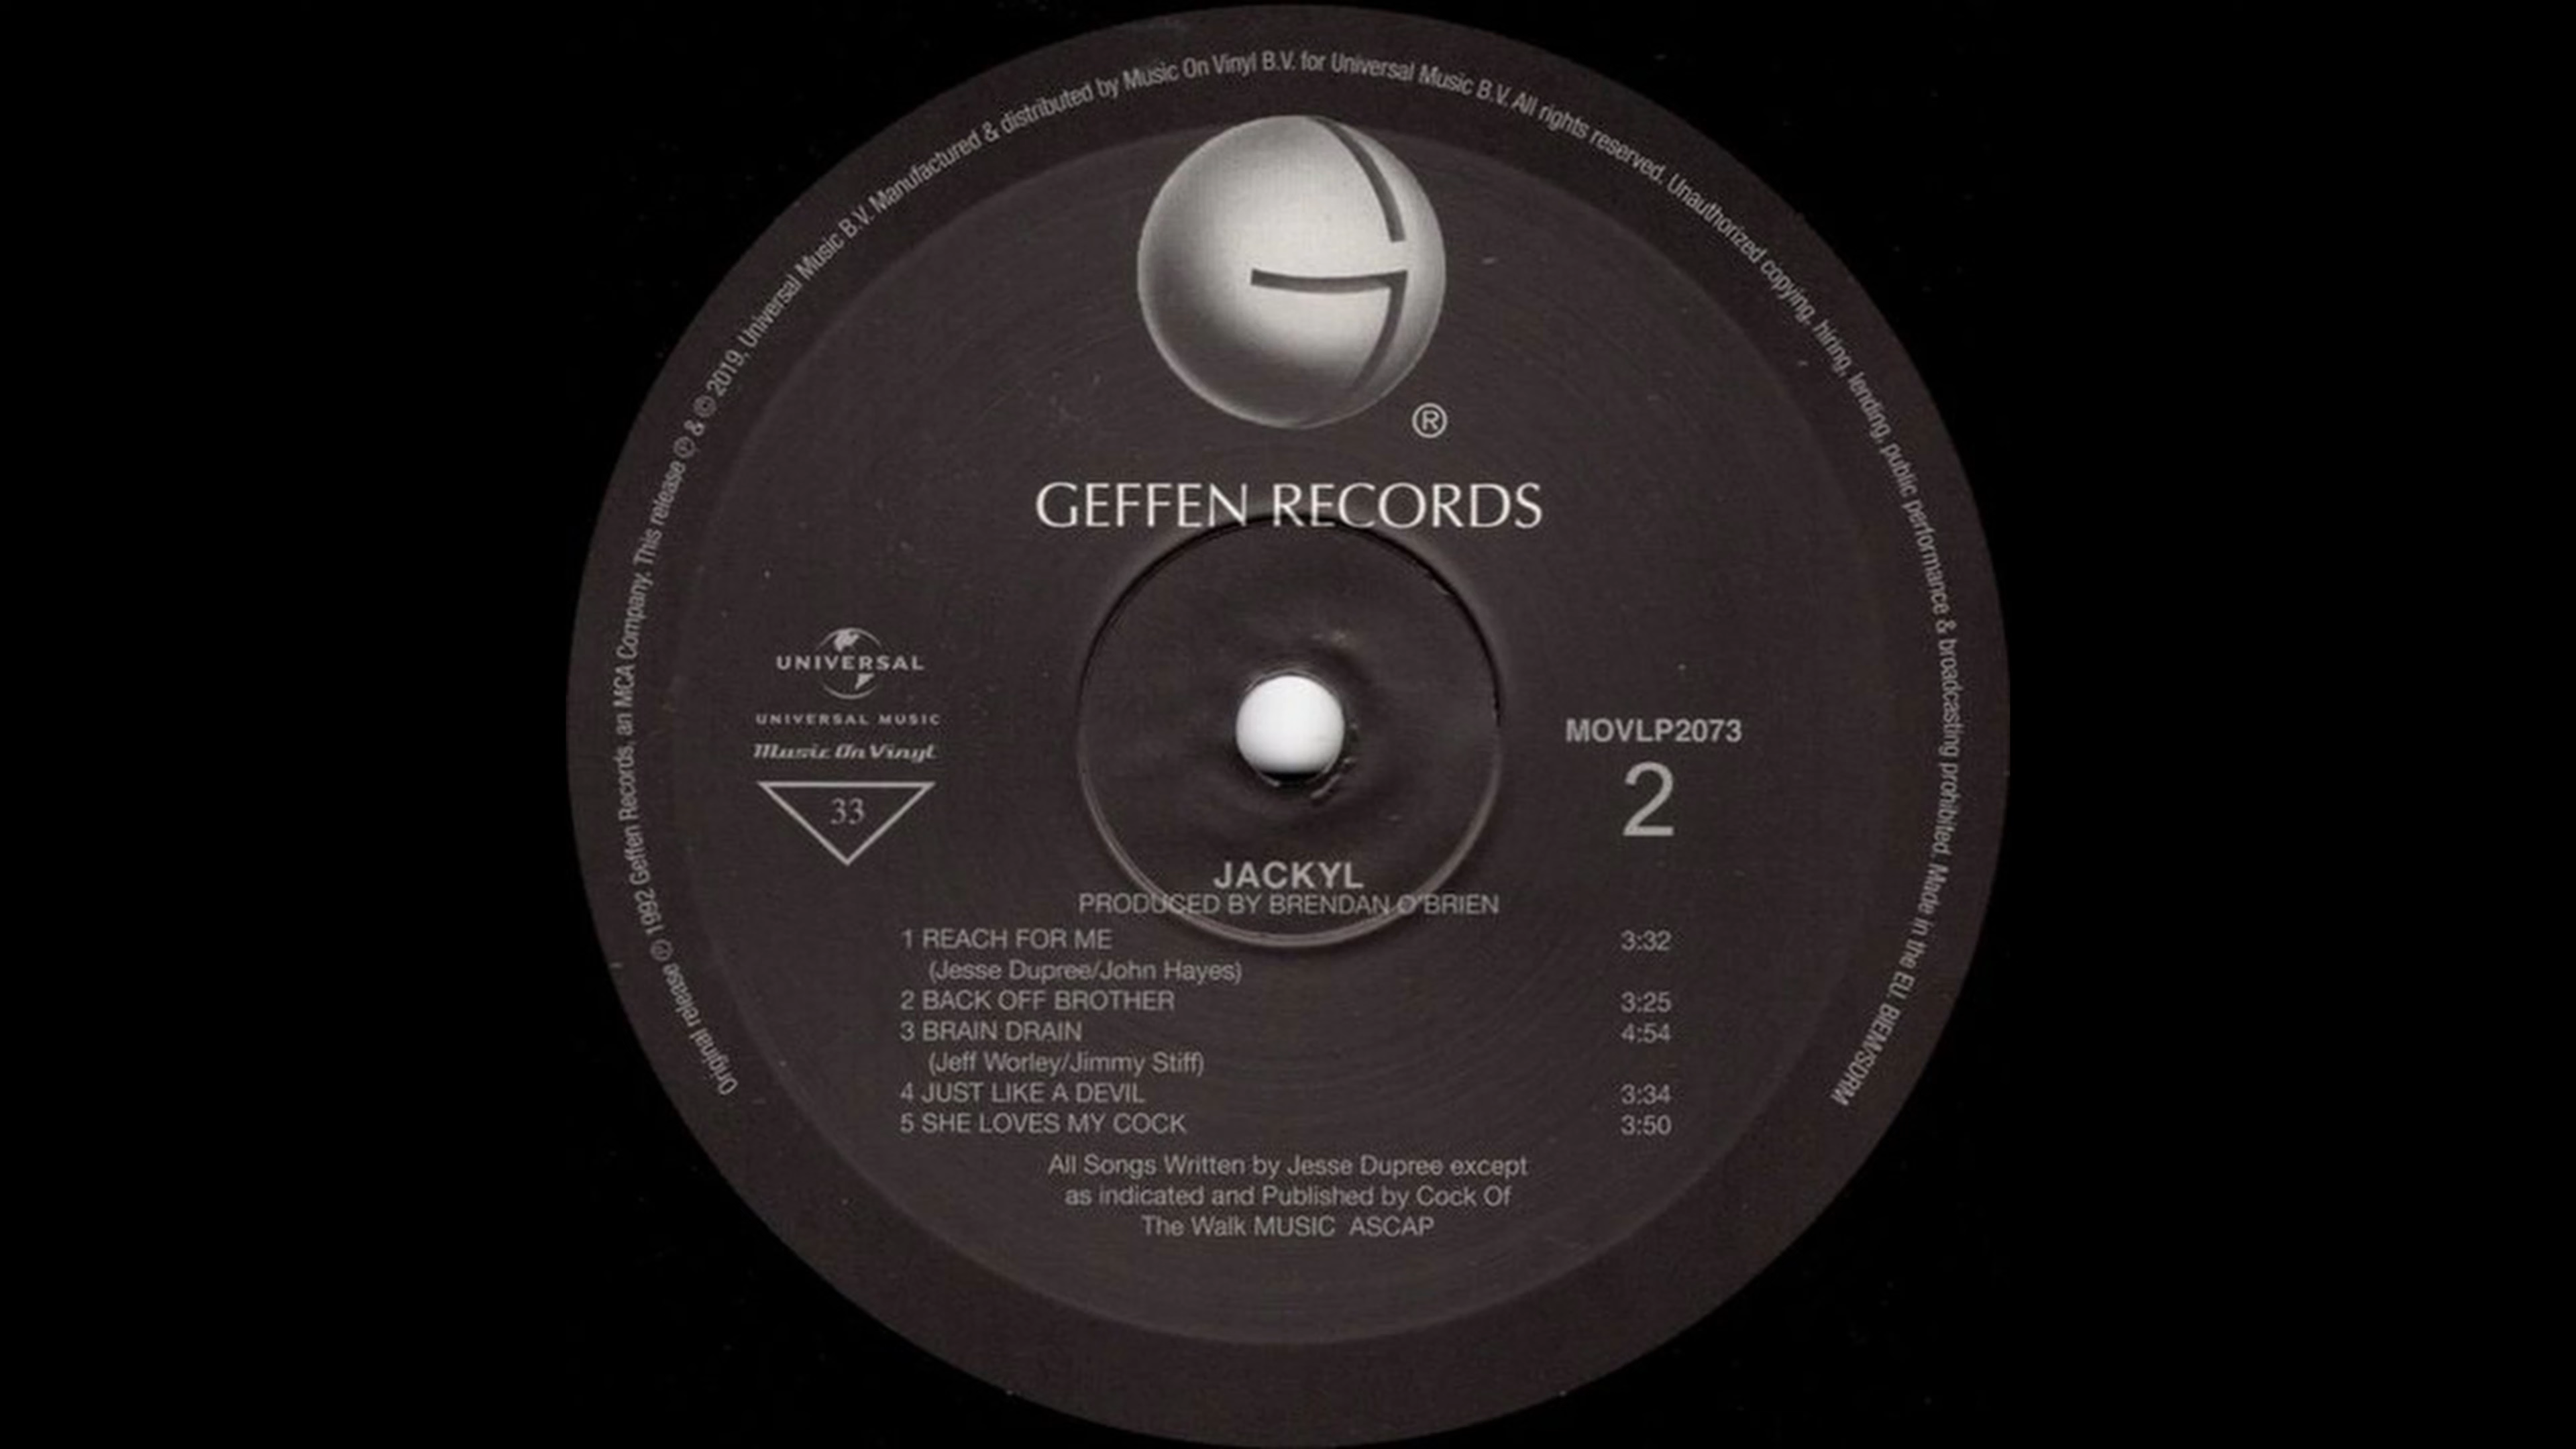 Original release ℗ 1992 Geffen Records, an MCA Company. This release ℗ & © 2019, Universal Music B.V. Manufactured & distributed by Music On Vinyl B.V. for Universal Music B.V. All rights reserved. Unauthorized copying, hiring, lending, public performance & broadcasting prohibited. Made in the EU. BIEM/SDRM
®
GEFFEN RECORDS
UNIVERSAL
UNIVERSAL MUSIC
Music On Vinyl
33
MOVLP2073
2
JACKYL
PRODUCED BY BRENDAN O'BRIEN
1 REACH FOR ME 3:32
(Jesse Dupree/John Hayes)
2 BACK OFF BROTHER 3:25
3 BRAIN DRAIN 4:54
(Jeff Worley/Jimmy Stiff)
4 JUST LIKE A DEVIL 3:34
5 SHE LOVES MY COCK 3:50
All Songs Written by Jesse Dupree except
as indicated and Published by Cock Of
The Walk MUSIC ASCAP